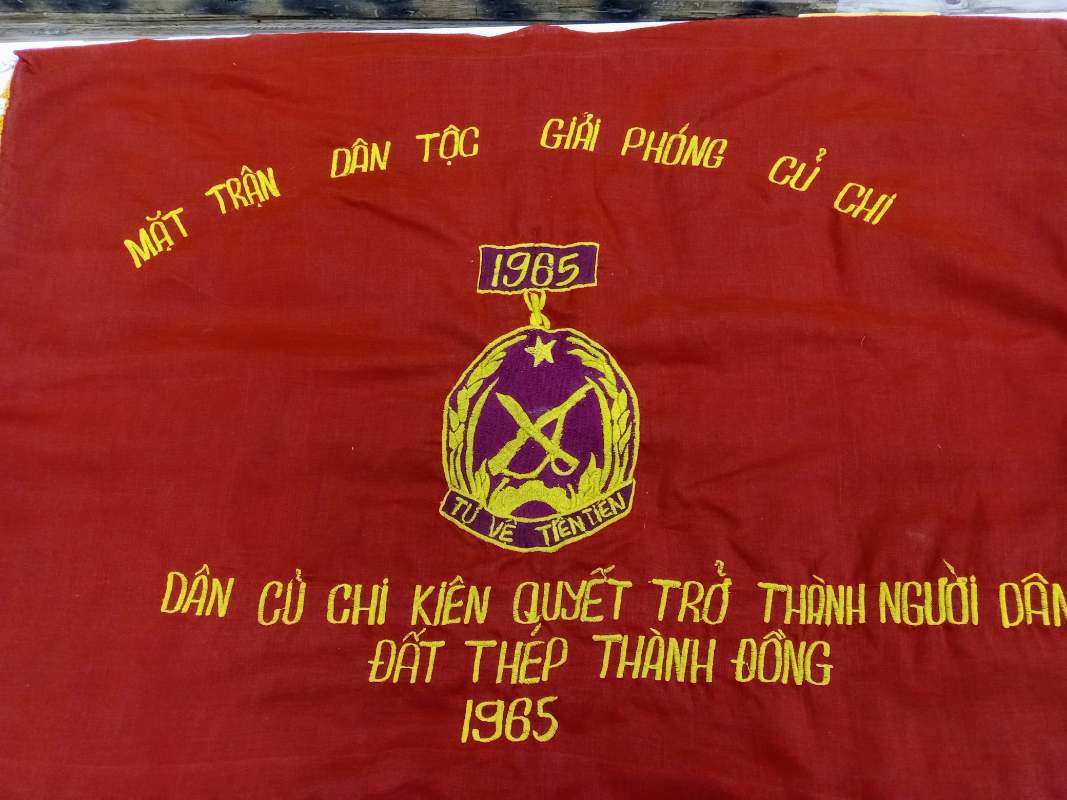 MẶT TRẬN DÂN TỘC GIẢI PHÓNG CỦ CHI
1965
TỰ VỆ TIÊN TIẾN
DÂN CỦ CHI KIÊN QUYẾT TRỞ THÀNH NGƯỜI DÂN
ĐẤT THÉP THÀNH ĐỒNG
1965